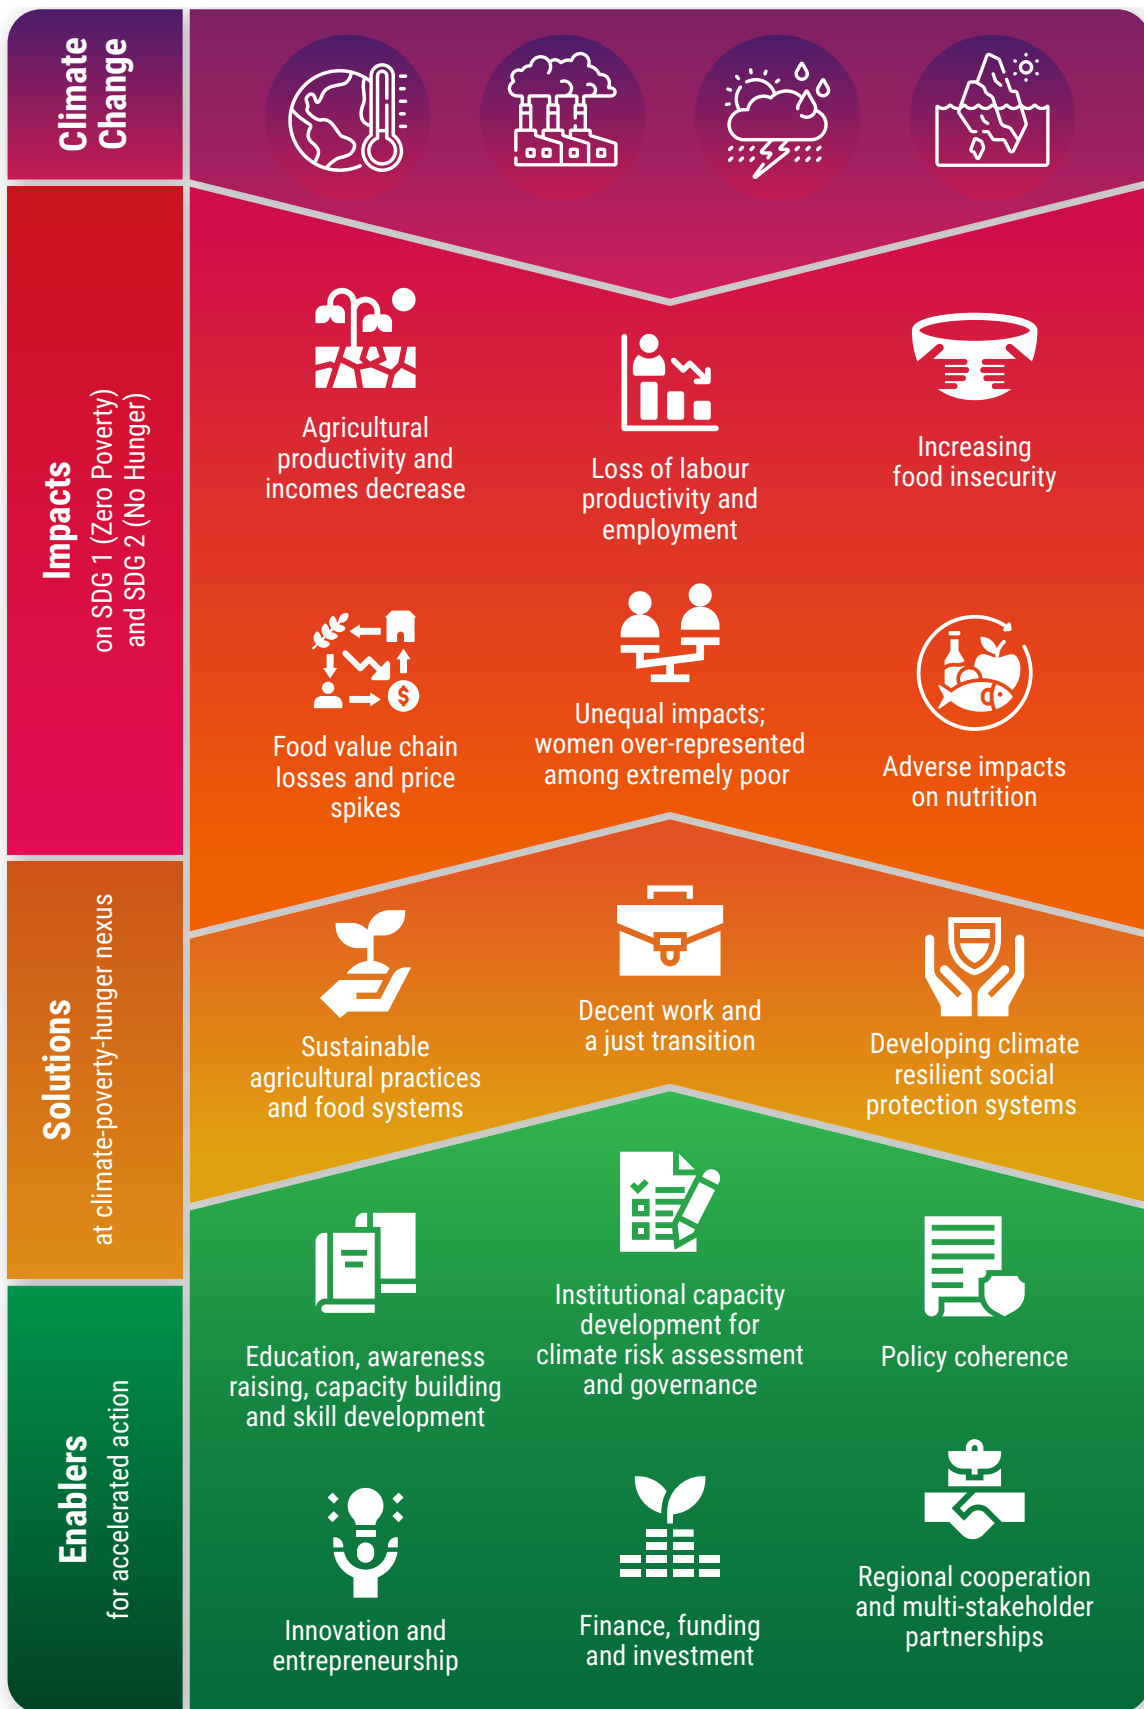 Climate
Change
Impacts
on SDG 1 (Zero Poverty)
and SDG 2 (No Hunger)
Agricultural
productivity and
incomes decrease
Loss of labour
productivity and
employment
Increasing
food insecurity
Food value chain
losses and price
spikes
$
Unequal impacts;
women over-represented
among extremely poor
Adverse impacts
on nutrition
Solutions
at climate-poverty-hunger nexus
Sustainable
agricultural practices
and food systems
Decent work and
a just transition
Developing climate
resilient social
protection systems
Enablers
for accelerated action
Education, awareness
raising, capacity building
and skill development
Institutional capacity
development for
climate risk assessment
and governance
Policy coherence
Innovation and
entrepreneurship
Finance, funding
and investment
Regional cooperation
and multi-stakeholder
partnerships